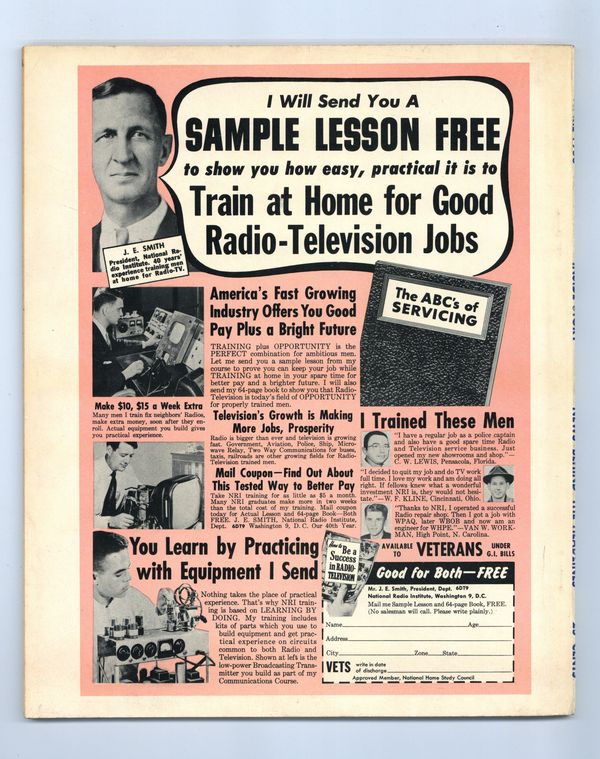 I Will Send You A
SAMPLE LESSON FREE
to show you how easy, practical it is to
Train at Home for Good
Radio-Television Jobs
J. E. SMITH
President, National Ra-
dio Institute. 40 years'
experience training men
at home for Radio-TV.
America's Fast Growing
Industry Offers You Good
Pay Plus a Bright Future
TRAINING plus OPPORTUNITY is the
PERFECT combination for ambitious men.
Let me send you a sample lesson from my
course to prove you can keep your job while
TRAINING at home in your spare time for
better pay and a brighter future. I will also
send my 64-page book to show you that Radio-
Television is today's field of OPPORTUNITY
for properly trained men.
The ABC's of
SERVICING
Make $10, $15 a Week Extra
Many men I train fix neighbors' Radios,
make extra money, soon after they en-
roll. Actual equipment you build gives
you practical experience.
Television's Growth is Making
More Jobs, Prosperity
Radio is bigger than ever and television is growing
fast. Government, Aviation, Police, Ship, Micro-
wave Relay, Two Way Communications for buses,
taxis, railroads are other growing fields for Radio-
Television trained men.
Mail Coupon—Find Out About
This Tested Way to Better Pay
Take NRI training for as little as $5 a month.
Many NRI graduates make more in two weeks
than the total cost of my training. Mail coupon
today for Actual Lesson and 64-page Book—Both
FREE. J. E. SMITH, National Radio Institute,
Dept. 6079 Washington 9, D. C. Our 40th Year.
I Trained These Men
"I have a regular job as a police captain
and also have a good spare time Radio
and Television service business. Just
opened my new showrooms and shop."—
C. W. LEWIS, Pensacola, Florida.
"I decided to quit my job and do TV work
full time. I love my work and am doing all
right. If fellows knew what a wonderful
investment NRI is, they would not hesi-
tate."—W. F. KLINE, Cincinnati, Ohio.
"Thanks to NRI, I operated a successful
Radio repair shop. Then I got a job with
WPAQ, later WBOB and now am an
engineer for WHPE."—VAN W. WORK-
MAN, High Point, N. Carolina.
AVAILABLE TO VETERANS UNDER G.I. BILLS
You Learn by Practicing
with Equipment I Send
Nothing takes the place of practical
experience. That's why NRI train-
ing is based on LEARNING BY
DOING. My training includes
kits of parts which you use to
build equipment and get prac-
tical experience on circuits
common to both Radio and
Television. Shown at left is the
low-power Broadcasting Trans-
mitter you build as part of my
Communications Course.
How to
Be a
Success
in RADIO-
TELEVISION
Good for Both—FREE
Mr. J. E. Smith, President, Dept. 6079
National Radio Institute, Washington 9, D.C.
Mail me Sample Lesson and 64-page Book, FREE.
(No salesman will call. Please write plainly.)
Name Age
Address
City Zone State
VETS write in date
of discharge
Approved Member, National Home Study Council